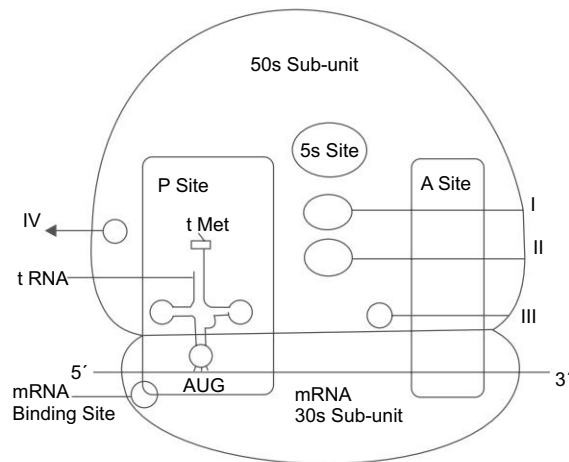 50s Sub-unit
5s Site
P Site
A Site
I
IV
t Met
II
t RNA
III
5´
3´
AUG
mRNA
Binding Site
mRNA
30s Sub-unit